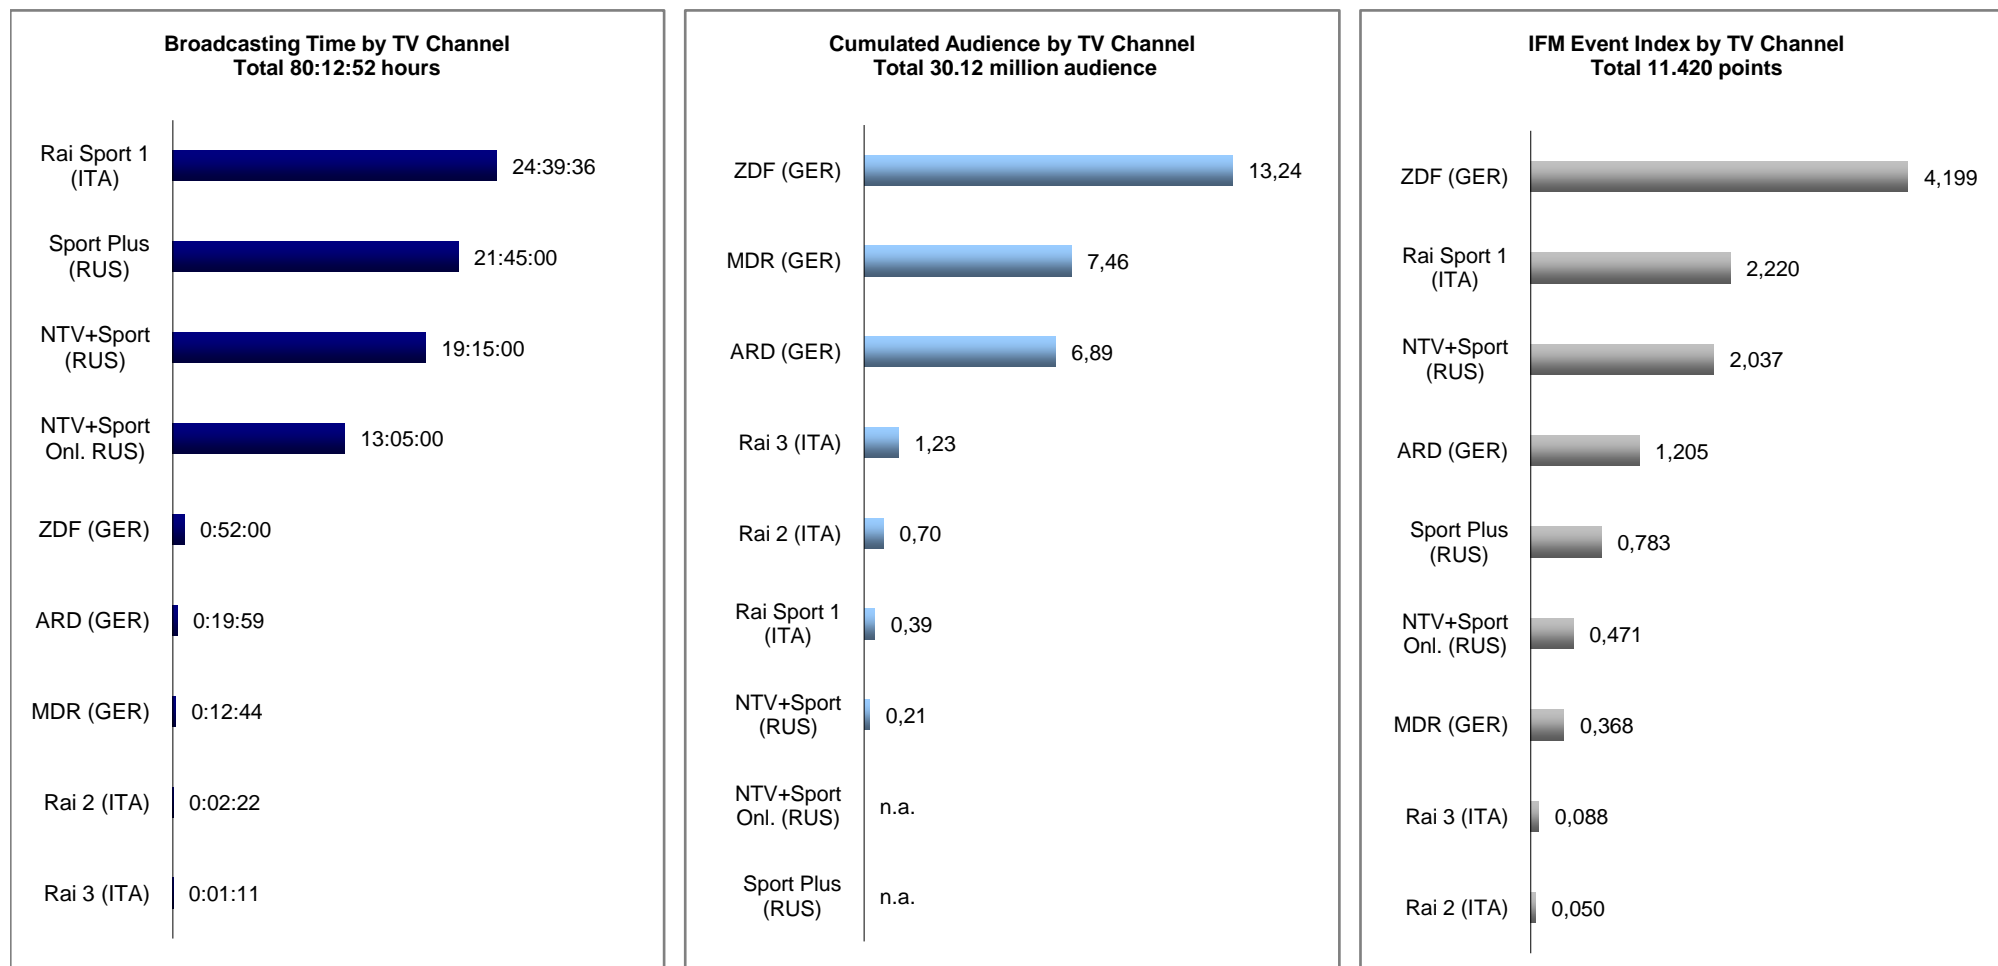 Broadcasting Time by TV Channel
Total 80:12:52 hours
Rai Sport 1
(ITA)
24:39:36
Sport Plus
(RUS)
21:45:00
NTV+Sport
(RUS)
19:15:00
NTV+Sport
Onl. RUS)
13:05:00
ZDF (GER)
0:52:00
ARD (GER)
0:19:59
MDR (GER)
0:12:44
Rai 2 (ITA)
0:02:22
Rai 3 (ITA)
0:01:11
Cumulated Audience by TV Channel
Total 30.12 million audience
ZDF (GER)
13,24
MDR (GER)
7,46
ARD (GER)
6,89
Rai 3 (ITA)
1,23
Rai 2 (ITA)
0,70
Rai Sport 1
(ITA)
0,39
NTV+Sport
(RUS)
0,21
NTV+Sport
Onl. (RUS)
n.a.
Sport Plus
(RUS)
n.a.
IFM Event Index by TV Channel
Total 11.420 points
ZDF (GER)
4,199
Rai Sport 1
(ITA)
2,220
NTV+Sport
(RUS)
2,037
ARD (GER)
1,205
Sport Plus
(RUS)
0,783
NTV+Sport
Onl. (RUS)
0,471
MDR (GER)
0,368
Rai 3 (ITA)
0,088
Rai 2 (ITA)
0,050